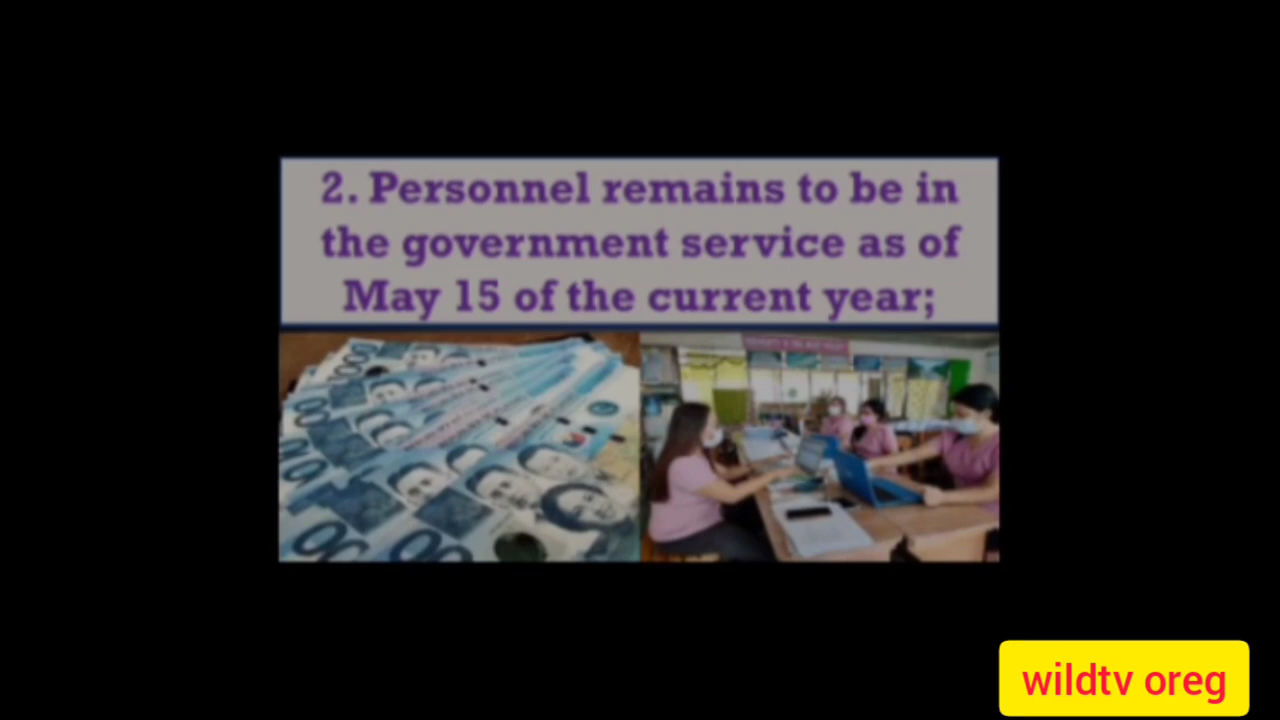 2. Personnel remains to be in
the government service as of
May 15 of the current year;
wildtv oreg